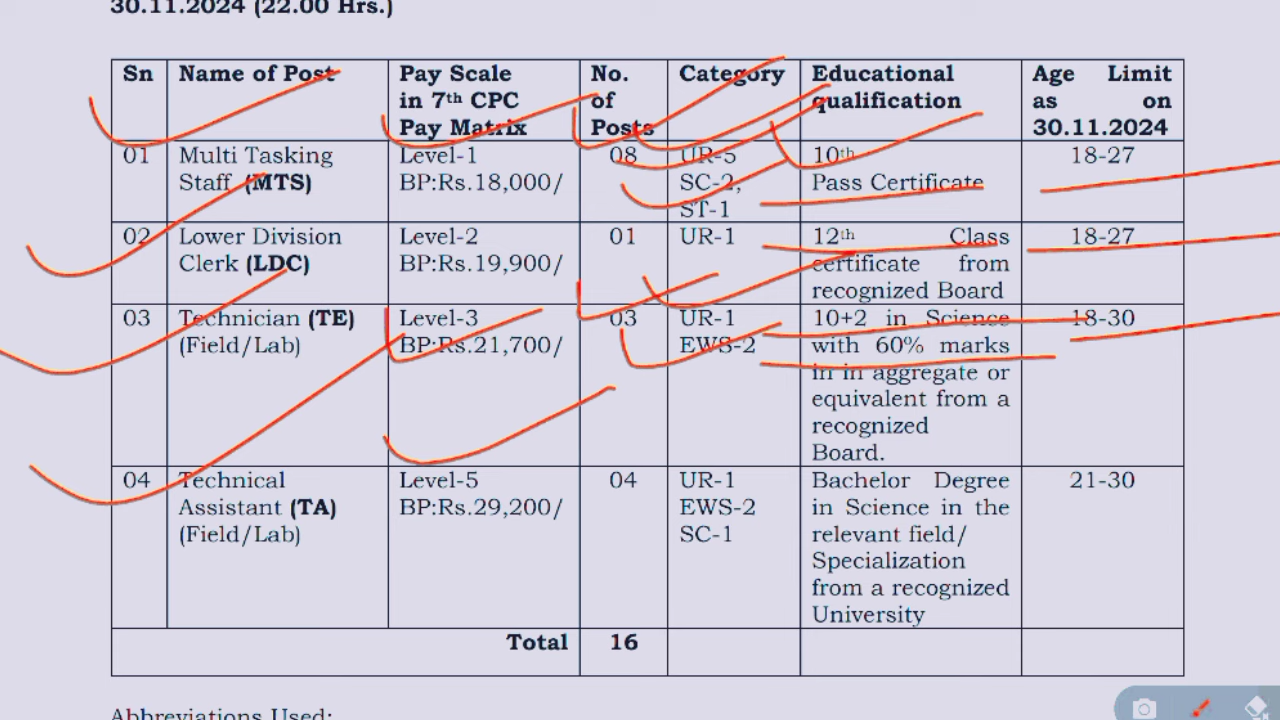 30.11.2024 (22.00 Hrs.)
Sn Name of Post Pay Scale in 7th CPC Pay Matrix No. of Posts Category Educational qualification Age Limit as on 30.11.2024
01 Multi Tasking Staff (MTS) Level-1 BP:Rs.18,000/ 08 UR-5 SC-2, ST-1 10th Pass Certificate 18-27
02 Lower Division Clerk (LDC) Level-2 BP:Rs.19,900/ 01 UR-1 12th Class certificate from recognized Board 18-27
03 Technician (TE) (Field/Lab) Level-3 BP:Rs.21,700/ 03 UR-1 EWS-2 10+2 in Science with 60% marks in in aggregate or equivalent from a recognized Board. 18-30
04 Technical Assistant (TA) (Field/Lab) Level-5 BP:Rs.29,200/ 04 UR-1 EWS-2 SC-1 Bachelor Degree in Science in the relevant field/ Specialization from a recognized University 21-30
Total 16
Abbreviations Used: